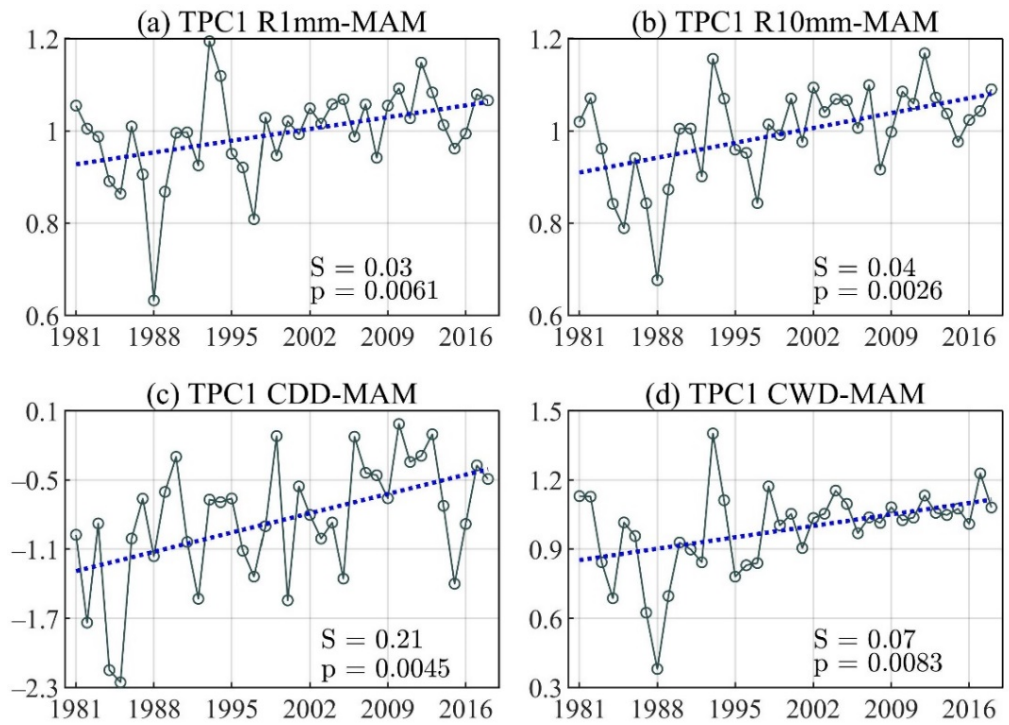 (a) TPC1 R1mm-MAM
1.2
1
0.8
0.6
S = 0.03
p = 0.0061
1981 1988 1995 2002 2009 2016
(b) TPC1 R10mm-MAM
1.2
1
0.8
0.6
S = 0.04
p = 0.0026
1981 1988 1995 2002 2009 2016
(c) TPC1 CDD-MAM
0.1
−0.5
−1.1
−1.7
−2.3
S = 0.21
p = 0.0045
1981 1988 1995 2002 2009 2016
(d) TPC1 CWD-MAM
1.5
1.2
0.9
0.6
0.3
S = 0.07
p = 0.0083
1981 1988 1995 2002 2009 2016